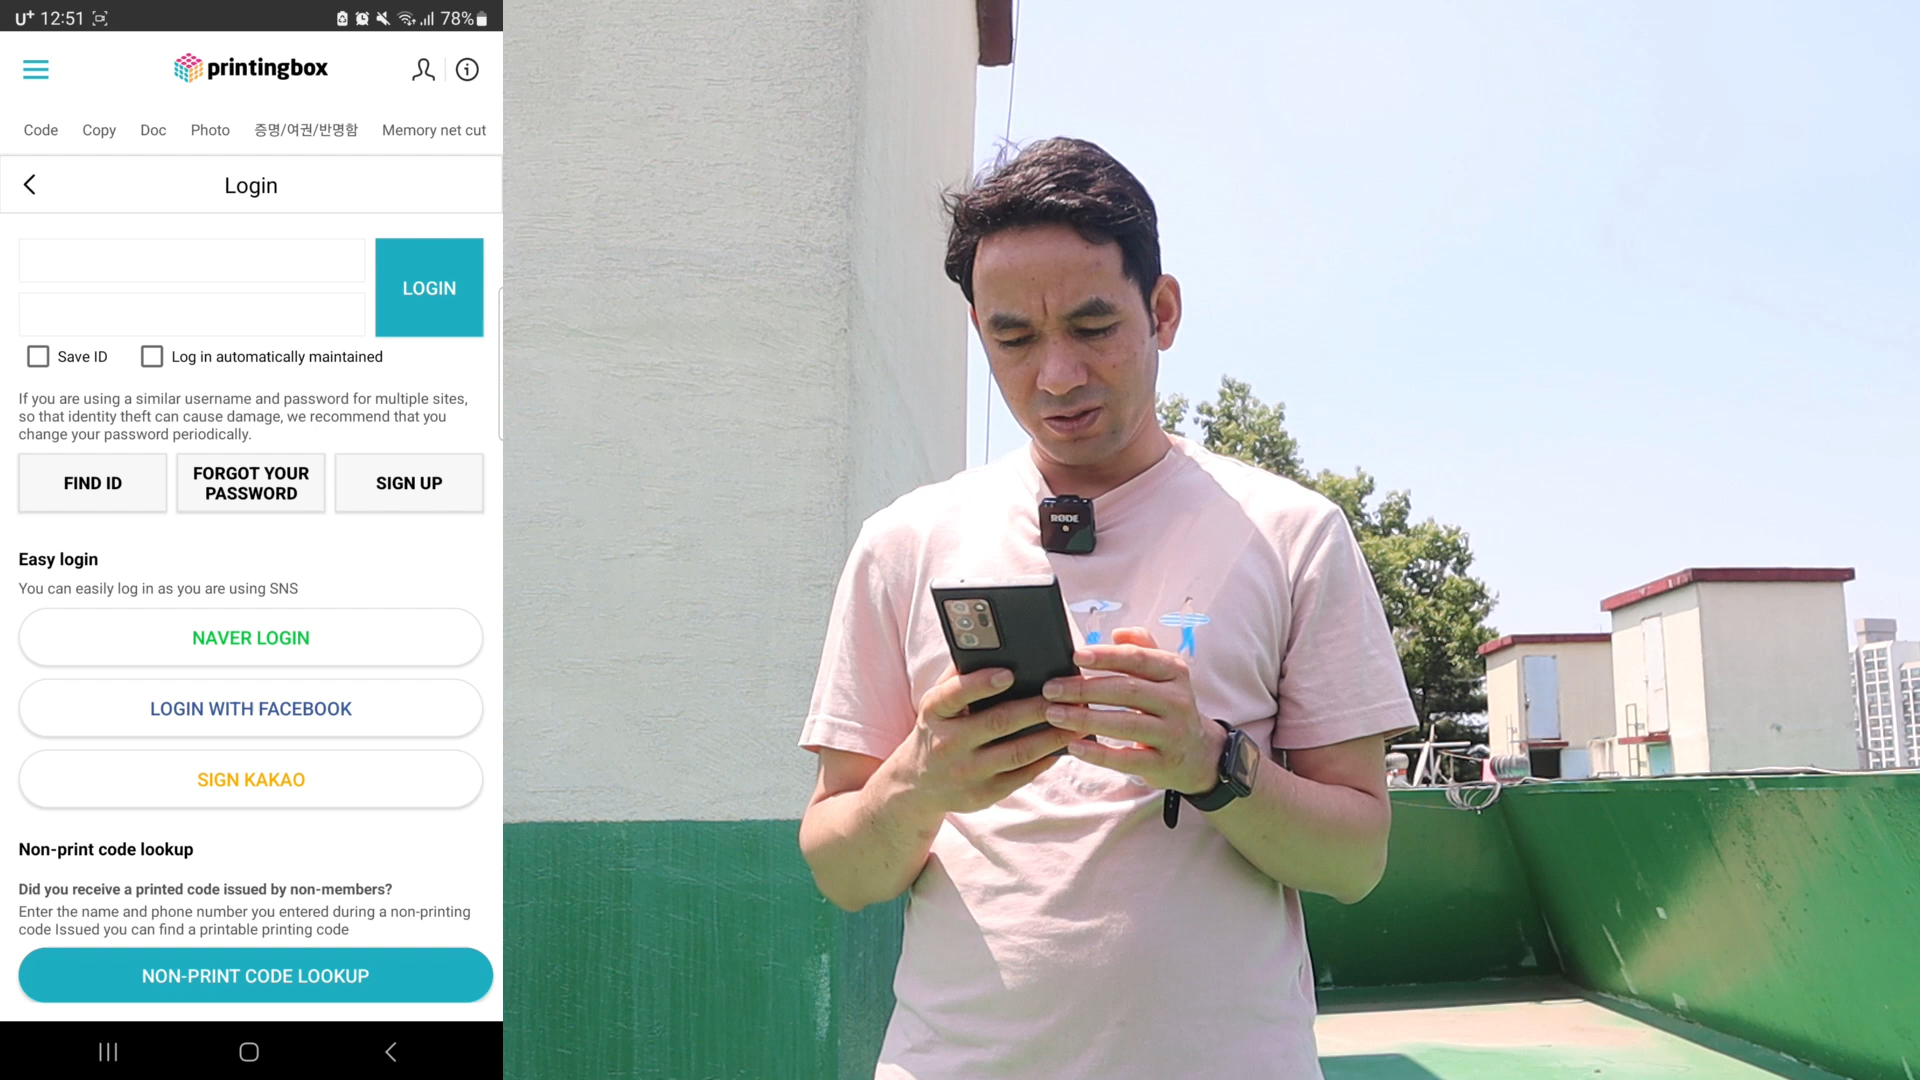 U+ 12:51 78%
printingbox
Code Copy Doc Photo 증명/여권/반명함 Memory net cut
Login
LOGIN
Save ID Log in automatically maintained
If you are using a similar username and password for multiple sites,
so that identity theft can cause damage, we recommend that you
change your password periodically.
FIND ID
FORGOT YOUR
PASSWORD
SIGN UP
Easy login
You can easily log in as you are using SNS
NAVER LOGIN
LOGIN WITH FACEBOOK
SIGN KAKAO
Non-print code lookup
Did you receive a printed code issued by non-members?
Enter the name and phone number you entered during a non-printing
code Issued you can find a printable printing code
NON-PRINT CODE LOOKUP
RØDE